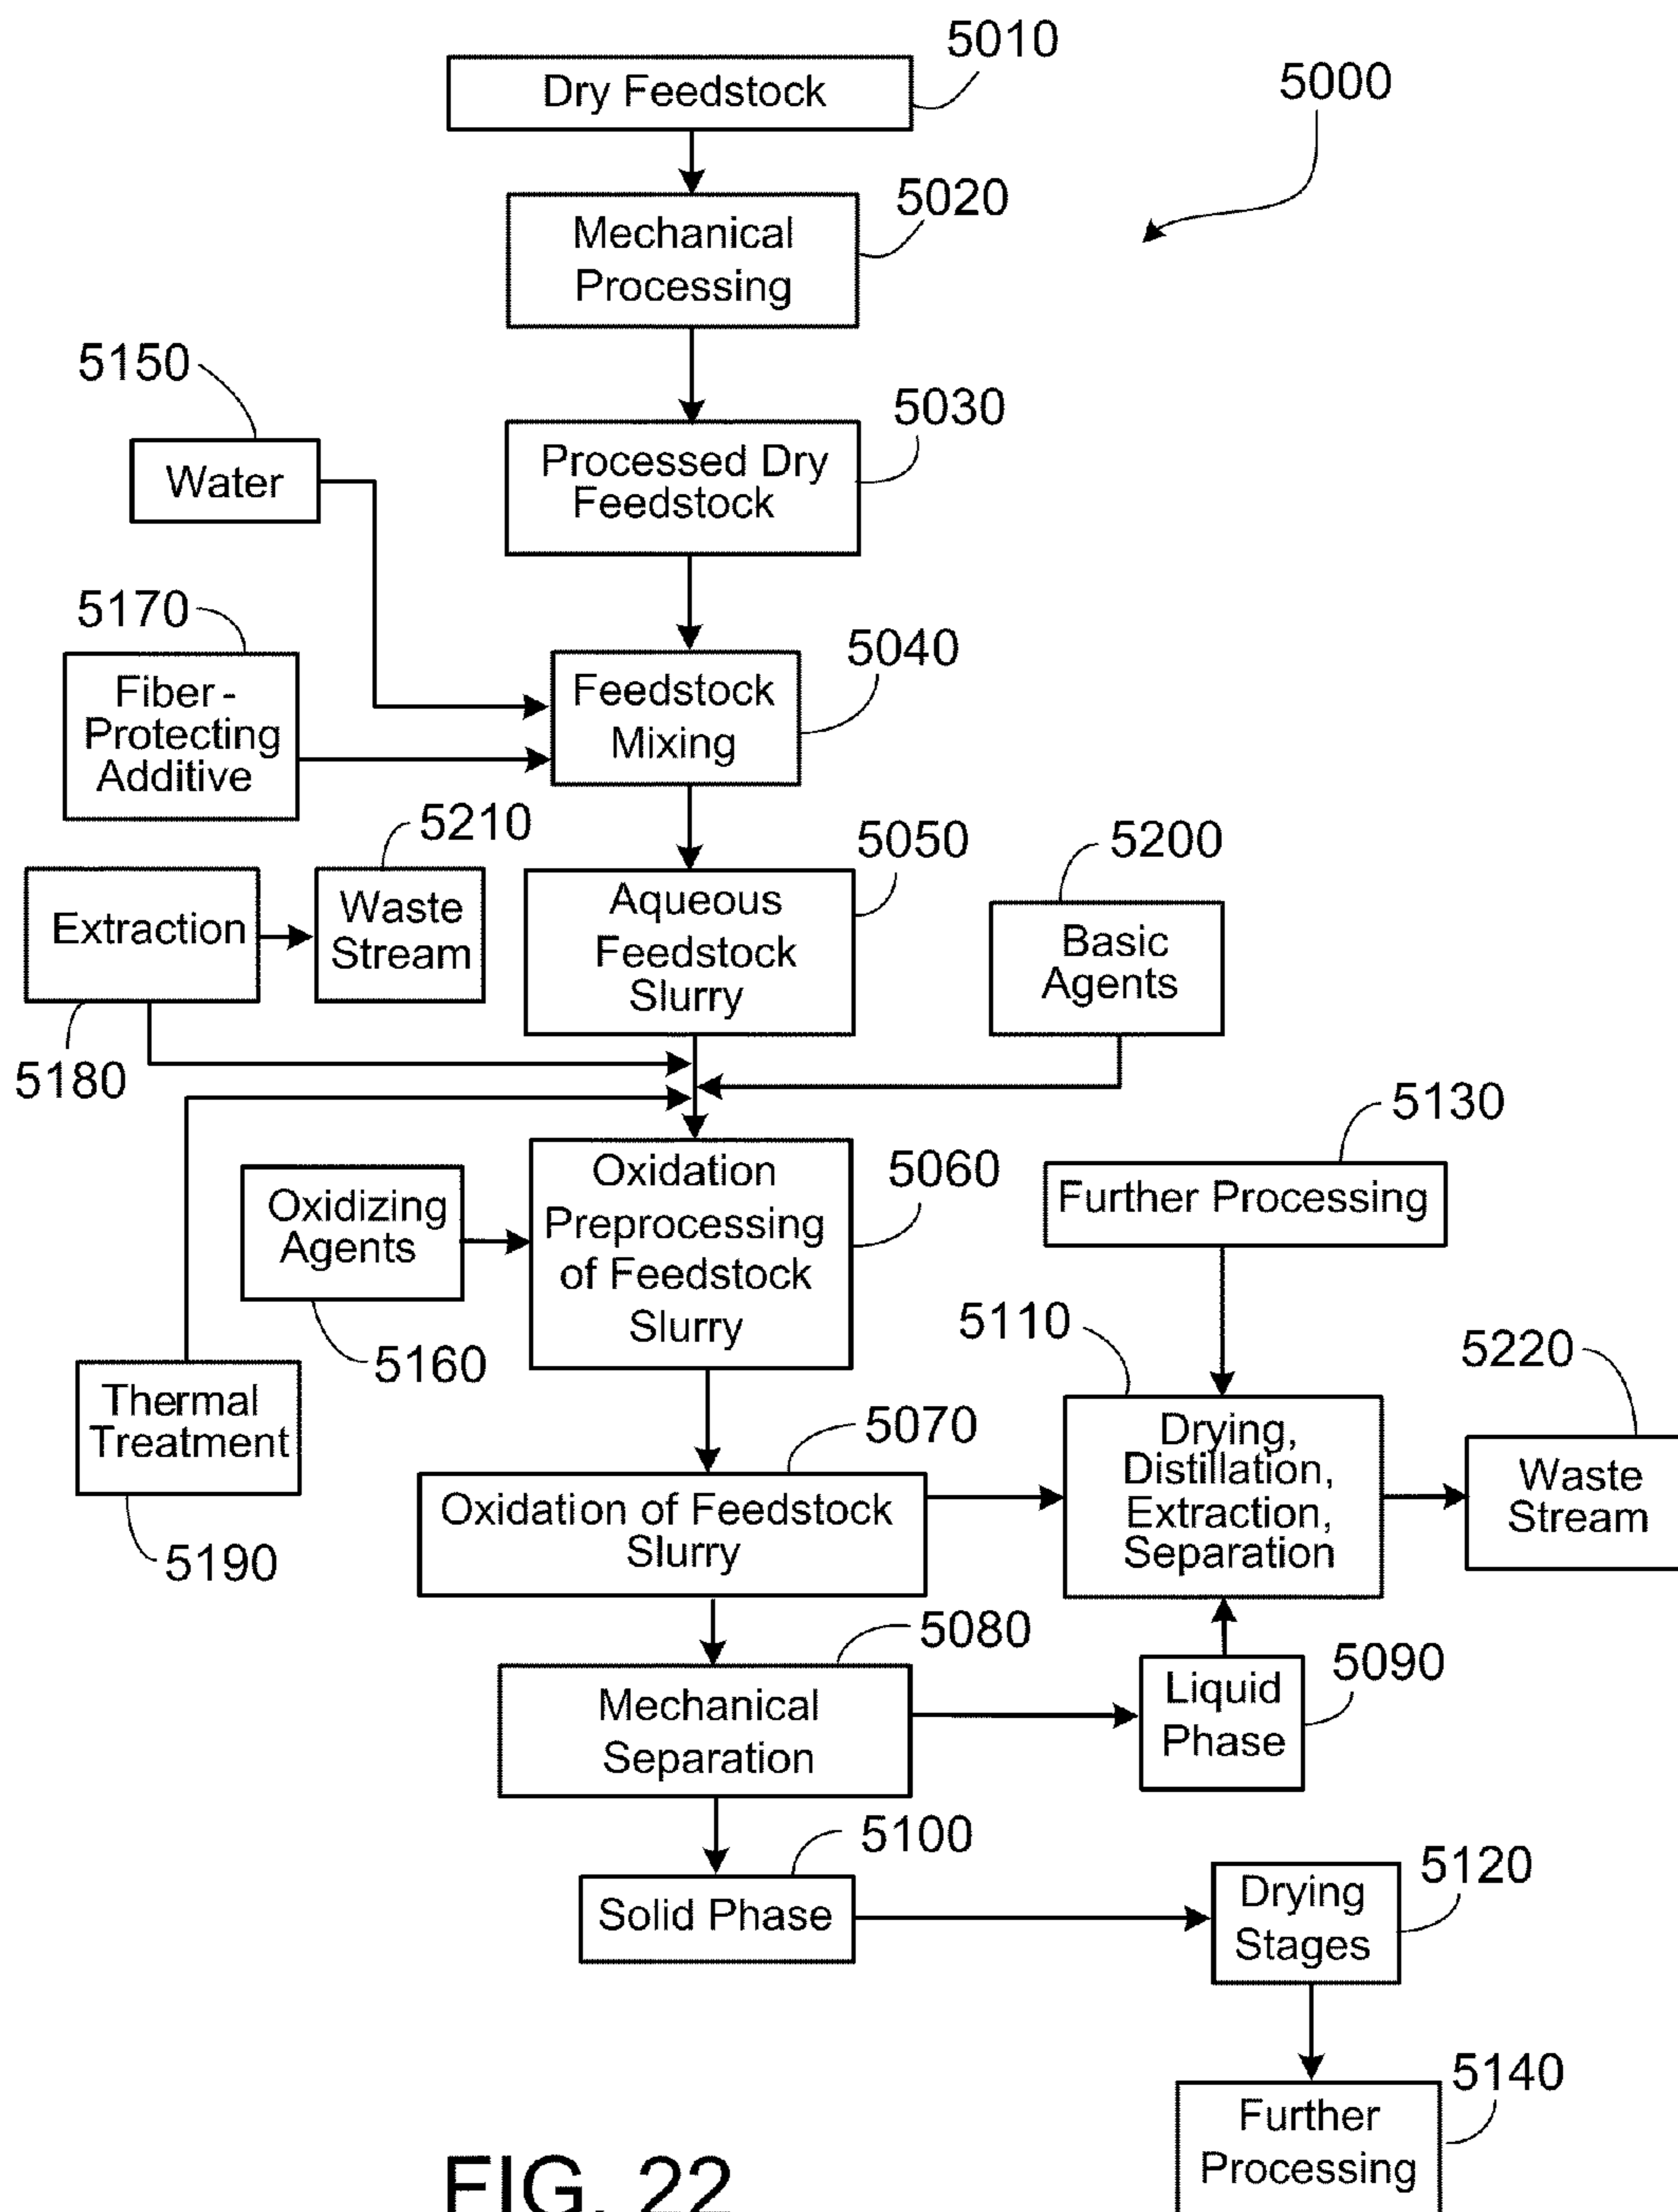 5010
Dry Feedstock
5000
5020
Mechanical
Processing
5150
5030
Water
Processed Dry
Feedstock
5170
5040
Fiber-
Protecting
Additive
Feedstock
Mixing
5210
5050
5200
Extraction
Waste
Stream
Aqueous
Feedstock
Slurry
Basic
Agents
5180
5130
Oxidizing
Agents
Oxidation
Preprocessing
of Feedstock
Slurry
5060
Further Processing
5160
5110
5220
Thermal
Treatment
5070
Drying,
Distillation,
Extraction,
Separation
Waste
Stream
5190
Oxidation of Feedstock
Slurry
5080
5090
Mechanical
Separation
Liquid
Phase
5100
5120
Solid Phase
Drying
Stages
5140
Further
Processing
FIG. 22